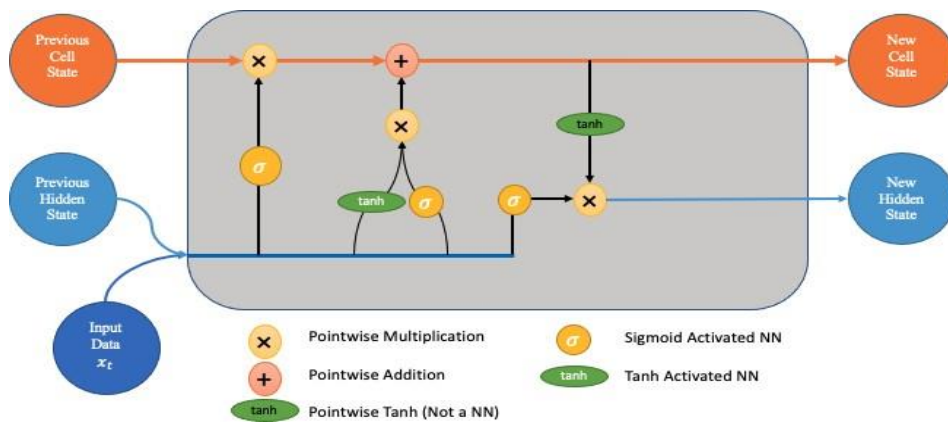 Previous
Cell
State
New
Cell
State
×
+
×
tanh
σ
Previous
Hidden
State
tanh
σ
σ
×
New
Hidden
State
Input
Data
x_t
×
Pointwise Multiplication
σ
Sigmoid Activated NN
+
Pointwise Addition
tanh
Tanh Activated NN
tanh
Pointwise Tanh (Not a NN)